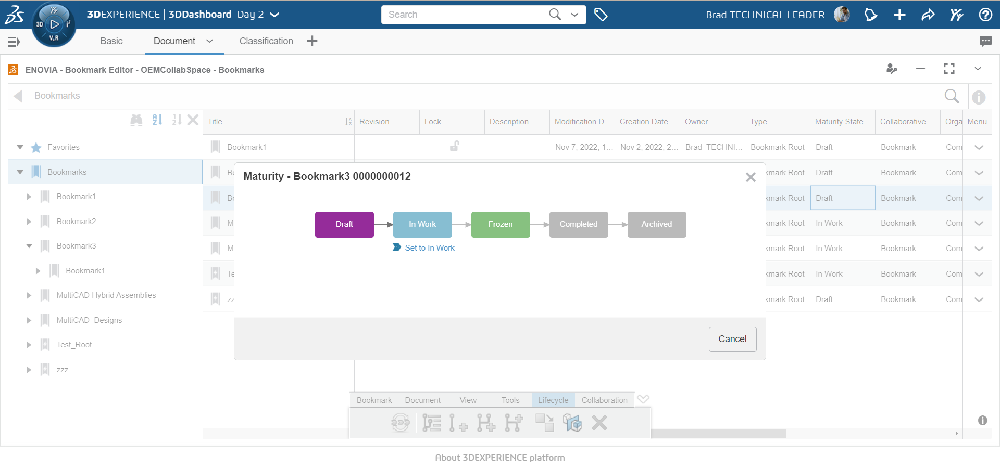 3DEXPERIENCE | 3DDashboard Day 2
Search
Brad TECHNICAL LEADER
3D
V.R
Basic
Document
Classification
ENOVIA - Bookmark Editor - OEMCollabSpace - Bookmarks
Bookmarks
Title
Revision
Lock
Description
Modification D...
Creation Date
Owner
Type
Maturity State
Collaborative ...
Orga
Menu
Favorites
Bookmarks
Bookmark1
Bookmark2
Bookmark3
Bookmark1
MultiCAD Hybrid Assemblies
MultiCAD_Designs
Test_Root
zzz
Bookmark1 Nov 7, 2022, 1... Nov 2, 2022, 2... Brad TECHNI... Bookmark Root Draft Bookmark Com
Bo kmark Root Draft Bookmark Com
Bo kmark Root Draft Bookmark Com
M kmark Root In Work Bookmark Com
M kmark Root In Work Bookmark Com
Te kmark Root In Work Bookmark Com
zz kmark Root Draft Bookmark Com
Maturity - Bookmark3 0000000012
Draft
In Work
Frozen
Completed
Archived
Set to In Work
Cancel
Bookmark
Document
View
Tools
Lifecycle
Collaboration
About 3DEXPERIENCE platform